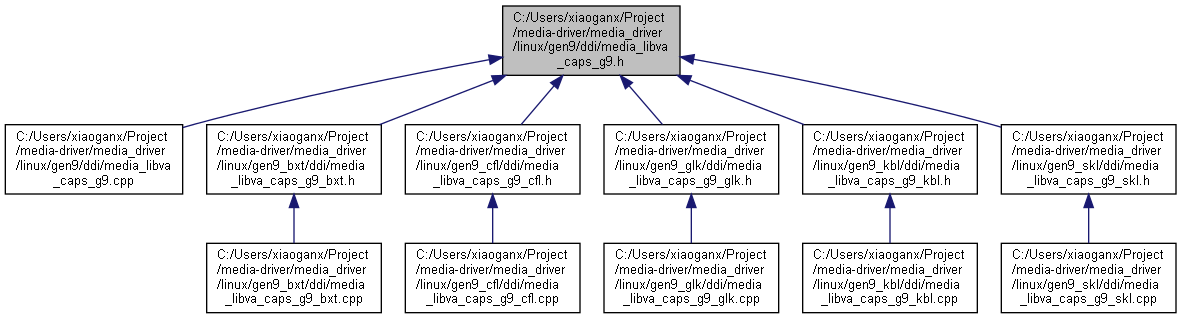 C:/Users/xiaoganx/Project
/media-driver/media_driver
/linux/gen9/ddi/media_libva
_caps_g9.h
C:/Users/xiaoganx/Project
/media-driver/media_driver
/linux/gen9/ddi/media_libva
_caps_g9.cpp
C:/Users/xiaoganx/Project
/media-driver/media_driver
/linux/gen9_bxt/ddi/media
_libva_caps_g9_bxt.h
C:/Users/xiaoganx/Project
/media-driver/media_driver
/linux/gen9_cfl/ddi/media
_libva_caps_g9_cfl.h
C:/Users/xiaoganx/Project
/media-driver/media_driver
/linux/gen9_glk/ddi/media
_libva_caps_g9_glk.h
C:/Users/xiaoganx/Project
/media-driver/media_driver
/linux/gen9_kbl/ddi/media
_libva_caps_g9_kbl.h
C:/Users/xiaoganx/Project
/media-driver/media_driver
/linux/gen9_skl/ddi/media
_libva_caps_g9_skl.h
C:/Users/xiaoganx/Project
/media-driver/media_driver
/linux/gen9_bxt/ddi/media
_libva_caps_g9_bxt.cpp
C:/Users/xiaoganx/Project
/media-driver/media_driver
/linux/gen9_cfl/ddi/media
_libva_caps_g9_cfl.cpp
C:/Users/xiaoganx/Project
/media-driver/media_driver
/linux/gen9_glk/ddi/media
_libva_caps_g9_glk.cpp
C:/Users/xiaoganx/Project
/media-driver/media_driver
/linux/gen9_kbl/ddi/media
_libva_caps_g9_kbl.cpp
C:/Users/xiaoganx/Project
/media-driver/media_driver
/linux/gen9_skl/ddi/media
_libva_caps_g9_skl.cpp